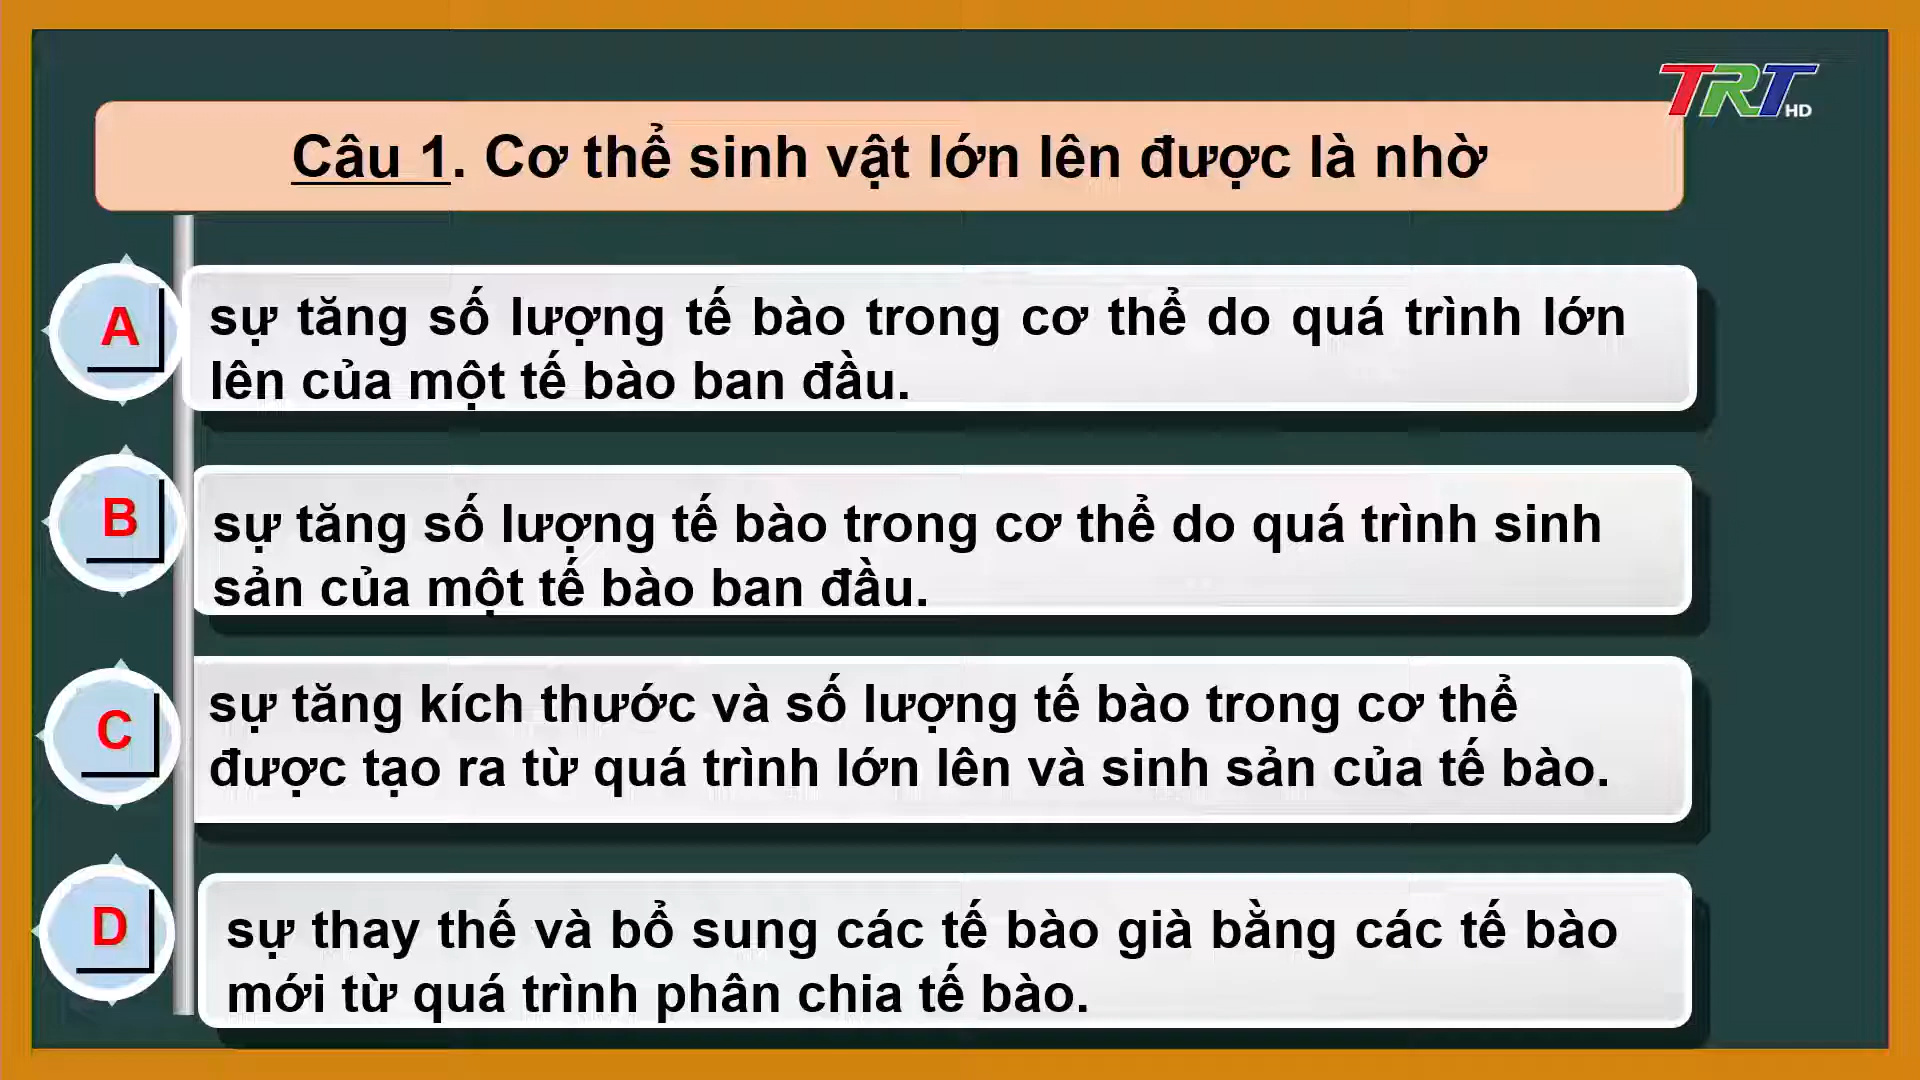 TRT HD
Câu 1. Cơ thể sinh vật lớn lên được là nhờ
A
sự tăng số lượng tế bào trong cơ thể do quá trình lớn
lên của một tế bào ban đầu.
B
sự tăng số lượng tế bào trong cơ thể do quá trình sinh
sản của một tế bào ban đầu.
C
sự tăng kích thước và số lượng tế bào trong cơ thể
được tạo ra từ quá trình lớn lên và sinh sản của tế bào.
D
sự thay thế và bổ sung các tế bào già bằng các tế bào
mới từ quá trình phân chia tế bào.